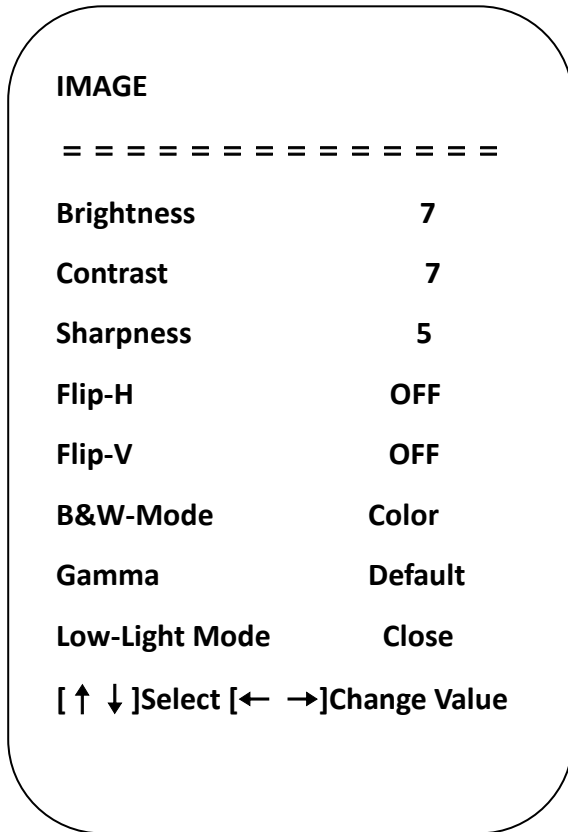 IMAGE
= = = = = = = = = = = = = =
Brightness 7
Contrast 7
Sharpness 5
Flip-H OFF
Flip-V OFF
B&W-Mode Color
Gamma Default
Low-Light Mode Close
[ ↑ ↓ ]Select [← →]Change Value